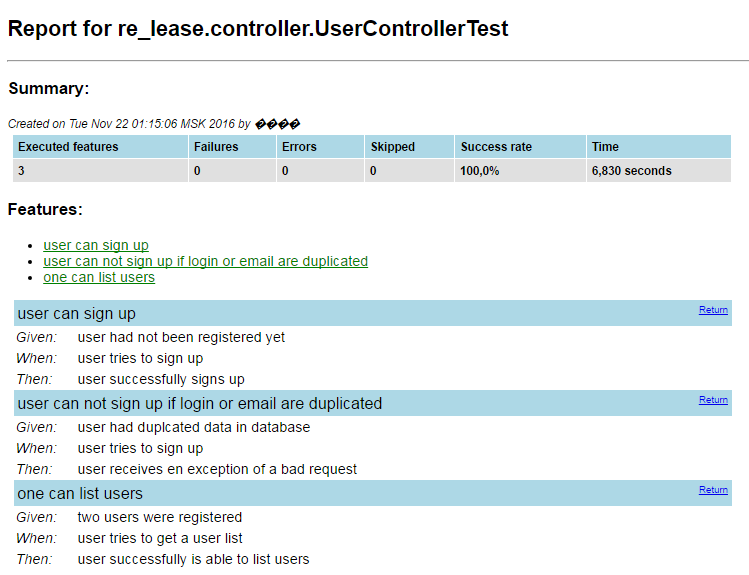 Report for re_lease.controller.UserControllerTest
Summary:
Created on Tue Nov 22 01:15:06 MSK 2016 by ����
Executed features Failures Errors Skipped Success rate Time
3 0 0 0 100,0% 6,830 seconds
Features:
• user can sign up
• user can not sign up if login or email are duplicated
• one can list users
user can sign up Return
Given: user had not been registered yet
When: user tries to sign up
Then: user successfully signs up
user can not sign up if login or email are duplicated Return
Given: user had duplcated data in database
When: user tries to sign up
Then: user receives en exception of a bad request
one can list users Return
Given: two users were registered
When: user tries to get a user list
Then: user successfully is able to list users